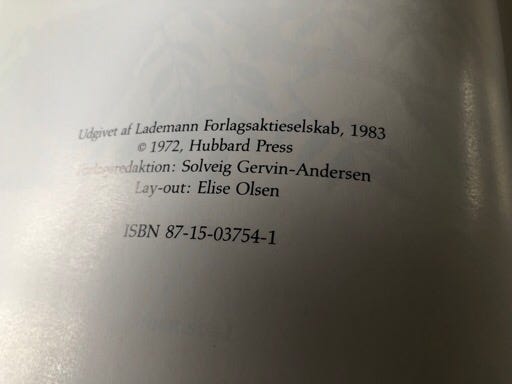 Udgivet af Lademann Forlagsaktieselskab, 1983
© 1972, Hubbard Press
Forlagsredaktion: Solveig Gervin-Andersen
Lay-out: Elise Olsen
ISBN 87-15-03754-1